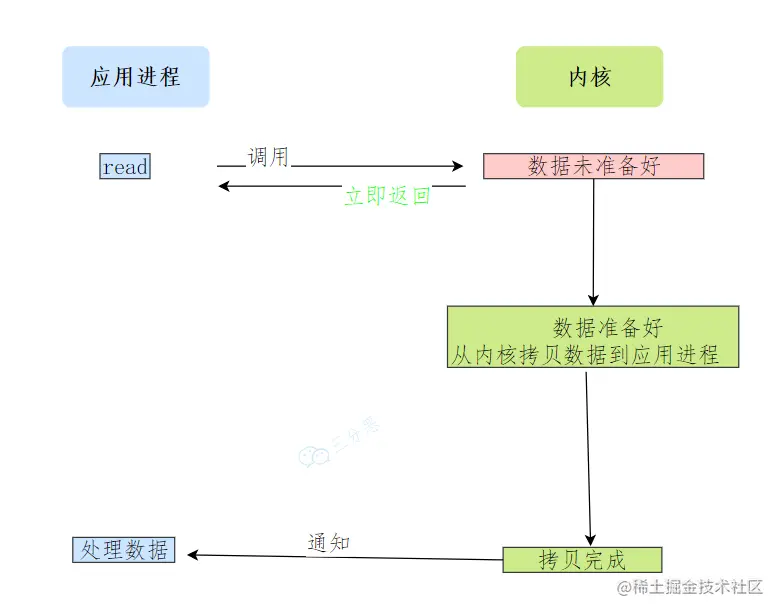 应用进程
内核
read
调用
数据未准备好
立即返回
数据准备好
从内核拷贝数据到应用进程
三分恶
通知
处理数据
拷贝完成
@稀土掘金技术社区